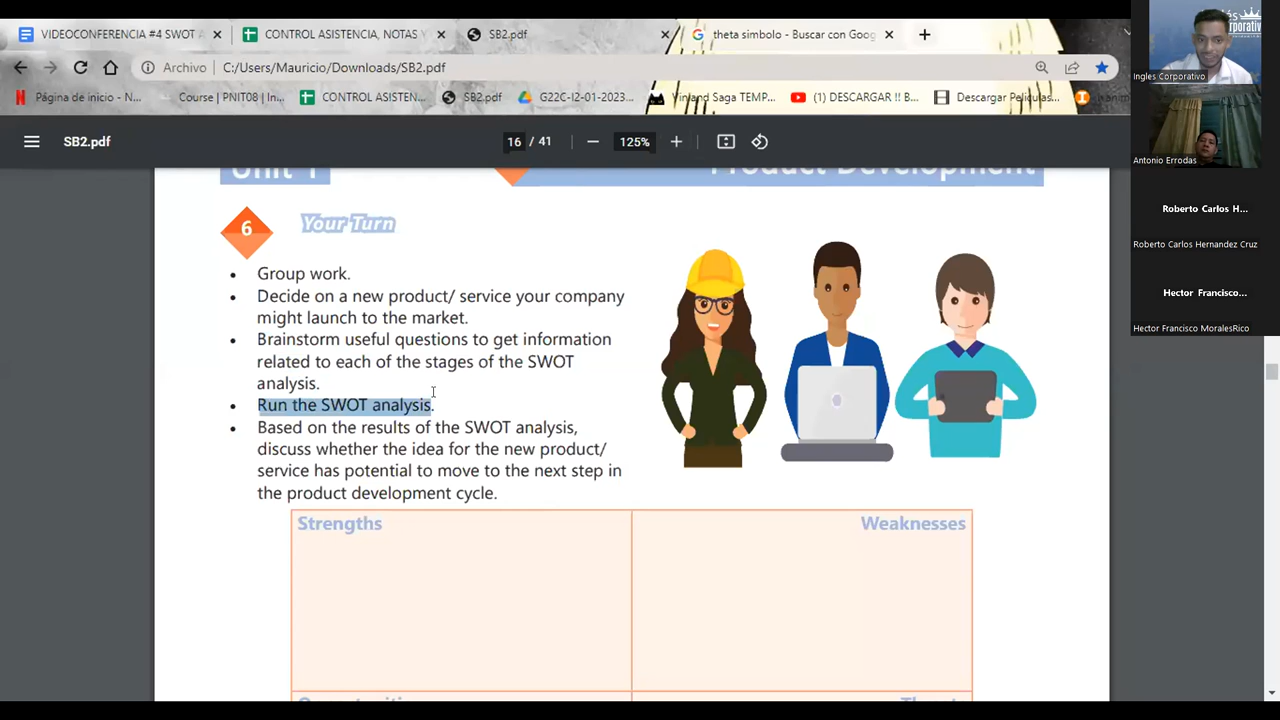 VIDEOCONFERENCIA #4 SWOT
CONTROL ASISTENCIA, NOTAS Y
SB2.pdf
theta simbolo - Buscar con Goog
Archivo
C:/Users/Mauricio/Downloads/SB2.pdf
Página de inicio - N...
Course | PNIT08 | In...
CONTROL ASISTEN...
SB2.pdf
G22C-I2-01-2023...
Vinland Saga TEMP...
(1) DESCARGAR !! B...
Descargar Películas...
SB2.pdf
16 / 41
125%
Unit 1
Product Development
6
Your Turn
• Group work.
• Decide on a new product/ service your company
might launch to the market.
• Brainstorm useful questions to get information
related to each of the stages of the SWOT
analysis.
• Run the SWOT analysis.
• Based on the results of the SWOT analysis,
discuss whether the idea for the new product/
service has potential to move to the next step in
the product development cycle.
Strengths
Weaknesses
Ingles Corporativo
Antonio Errodas
Roberto Carlos H...
Roberto Carlos Hernandez Cruz
Hector Francisco...
Hector Francisco MoralesRico